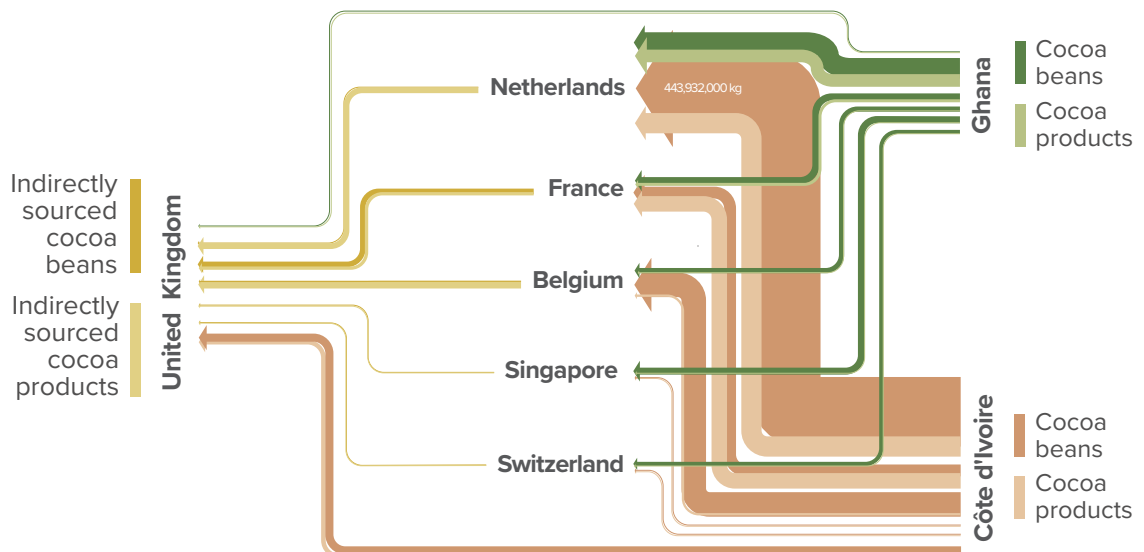 Indirectly
sourced
cocoa
beans
Indirectly
sourced
cocoa
products
United Kingdom
Netherlands
France
Belgium
Singapore
Switzerland
443,932,000 kg
Ghana
Cocoa
beans
Cocoa
products
Côte d'Ivoire
Cocoa
beans
Cocoa
products